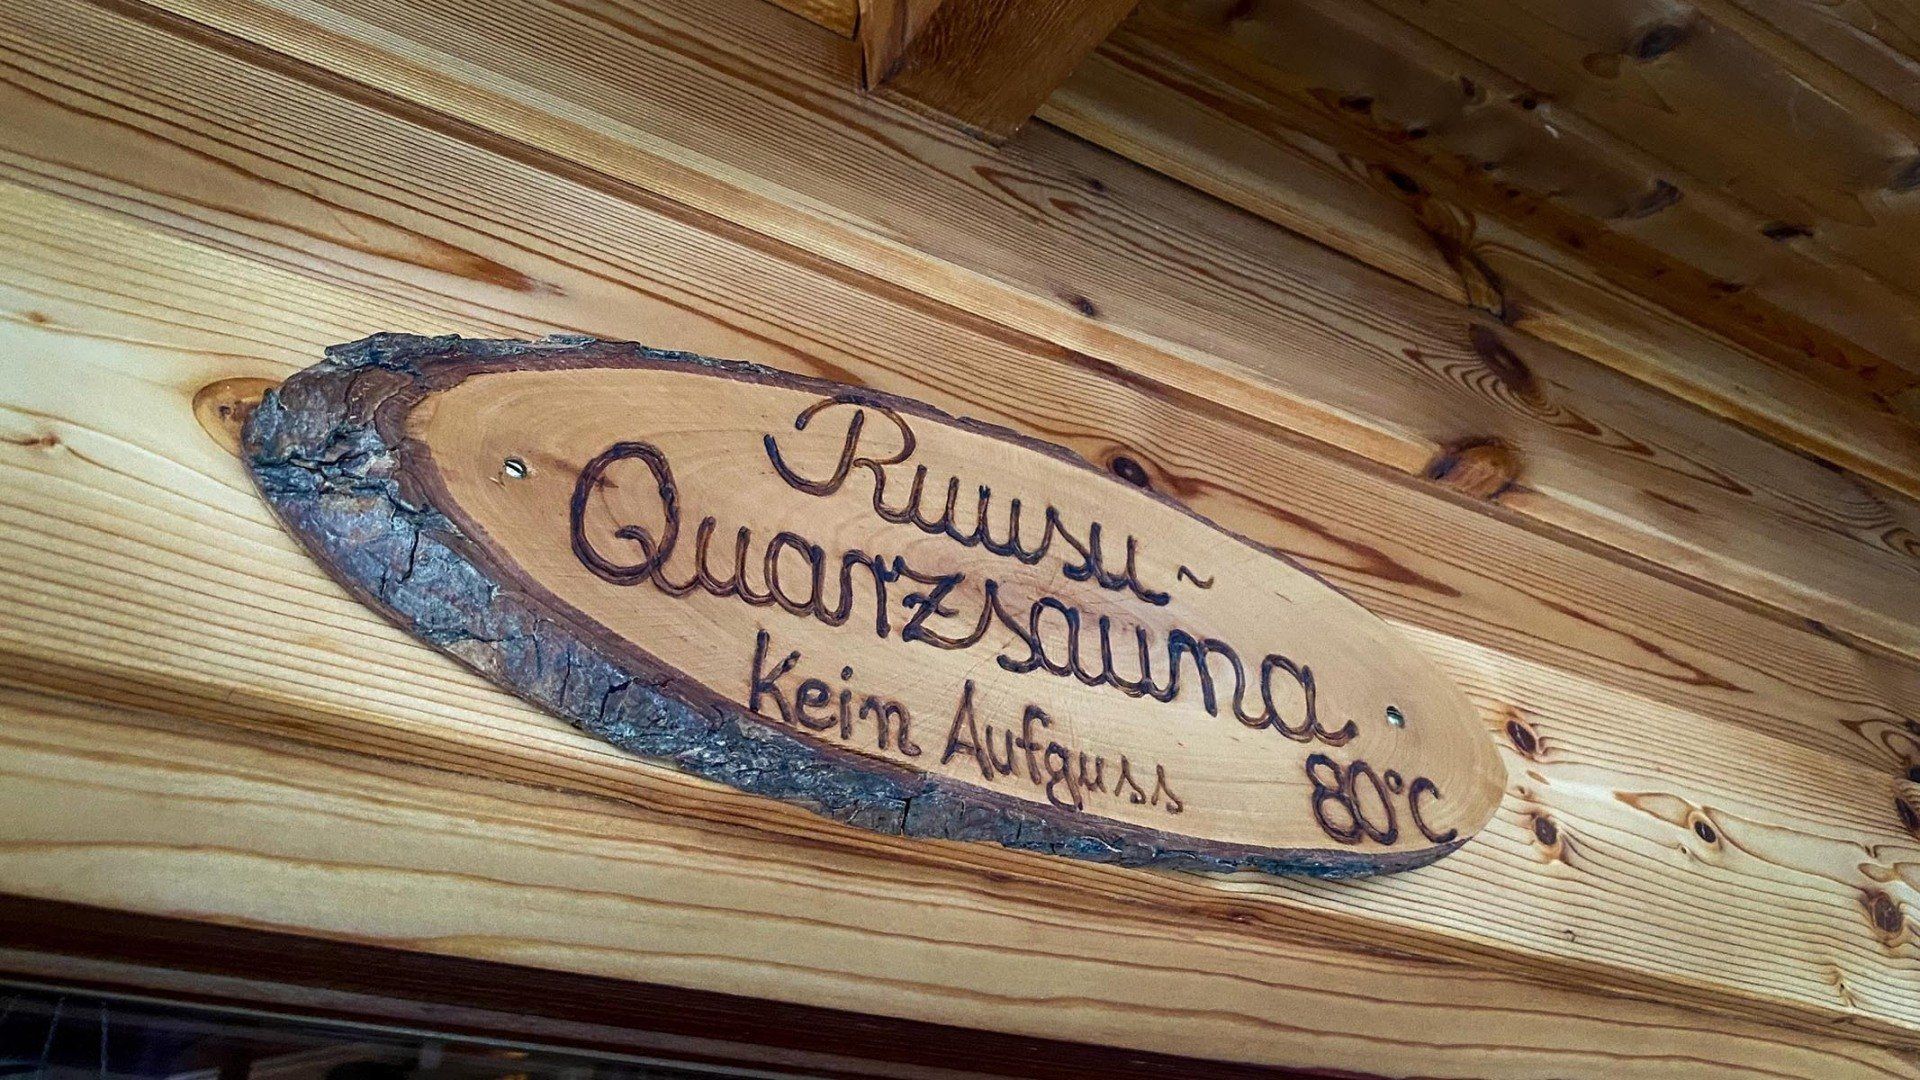 Ruusu-
Quarzsauna
Kein Aufguss
80°C